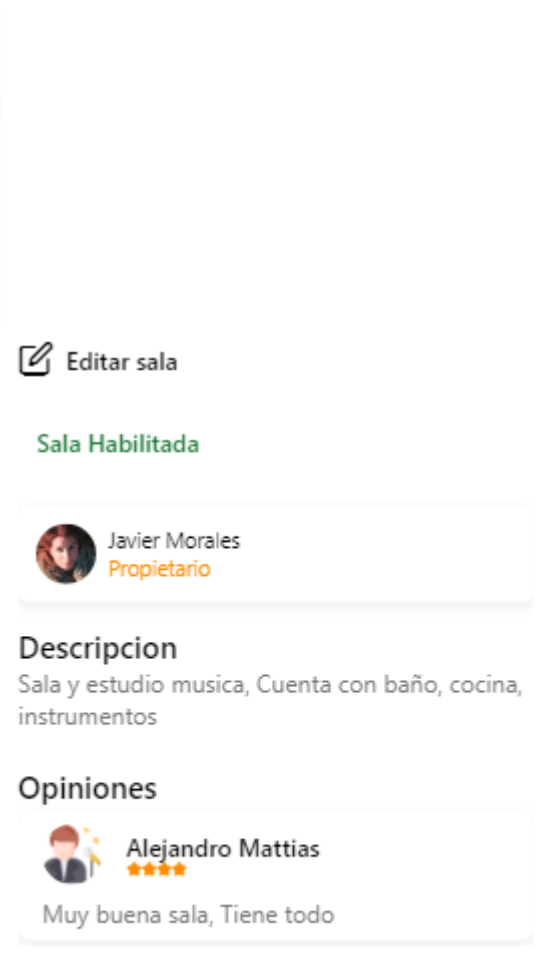 Editar sala
Sala Habilitada
Javier Morales
Propietario
Descripcion
Sala y estudio musica, Cuenta con baño, cocina,
instrumentos
Opiniones
Alejandro Mattias
Muy buena sala, Tiene todo